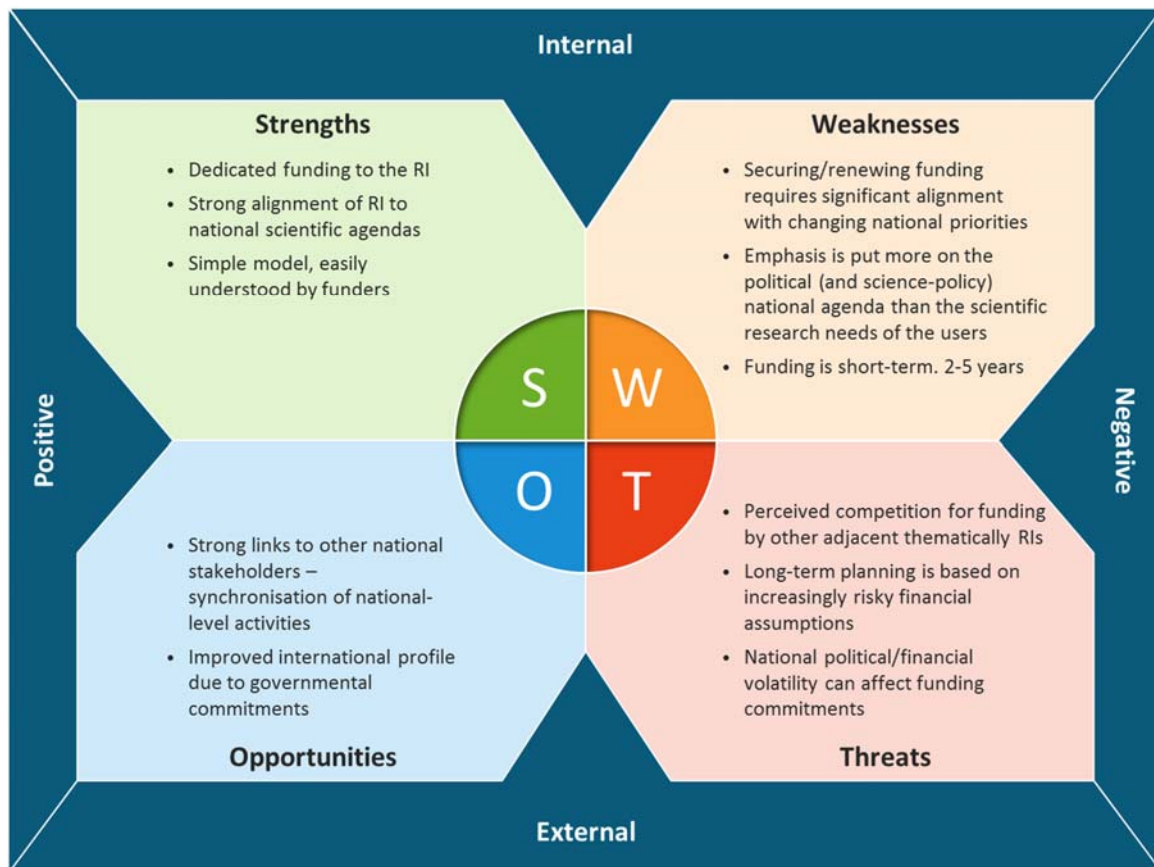 Internal
Strengths
• Dedicated funding to the RI
• Strong alignment of RI to
national scientific agendas
• Simple model, easily
understood by funders
Weaknesses
• Securing/renewing funding
requires significant alignment
with changing national priorities
• Emphasis is put more on the
political (and science-policy)
national agenda than the scientific
research needs of the users
• Funding is short-term. 2-5 years
Positive
S
W
O
T
Negative
• Strong links to other national
stakeholders –
synchronisation of national-
level activities
• Improved international profile
due to governmental
commitments
Opportunities
• Perceived competition for funding
by other adjacent thematically RIs
• Long-term planning is based on
increasingly risky financial
assumptions
• National political/financial
volatility can affect funding
commitments
Threats
External